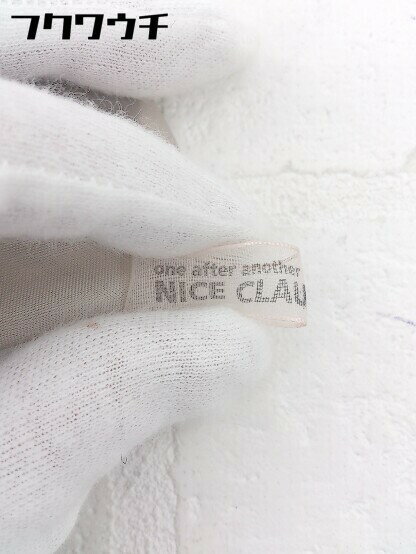 フクワウチ
one after another
NICE CLAU